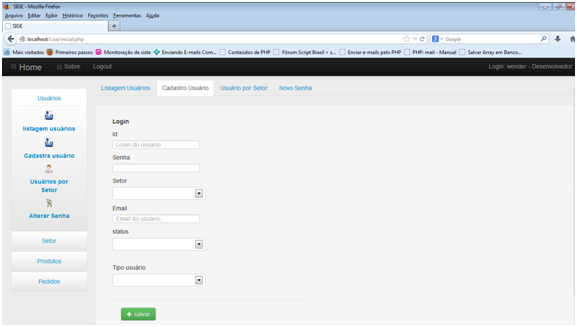 SIGE - Mozilla Firefox
Arquivo Editar Exibir Histórico Favoritos Ferramentas Ajuda
SIGE
localhost/Lisa/inicial.php
Google
Mais visitados Primeiros passos Monitoração de siste Enviando E-mails Com... Conteúdos de PHP Fórum Script Brasil > s... Enviar e-mails pelo PHP PHP: mail - Manual Salvar Array em Banco...
Home Sobre Logout Login: wender - Desenvolvedor
Usuários
listagem usuários
Cadastra usuário
Usuários por
Setor
Alterar Senha
Setor
Produtos
Pedidos
Listagem Usuários Cadastro Usuário Usuário por Setor Novo Senha
Login
Id
Login do usuário
Senha
Setor
Email
Email do usuário
status
Tipo usuário
+ salvar